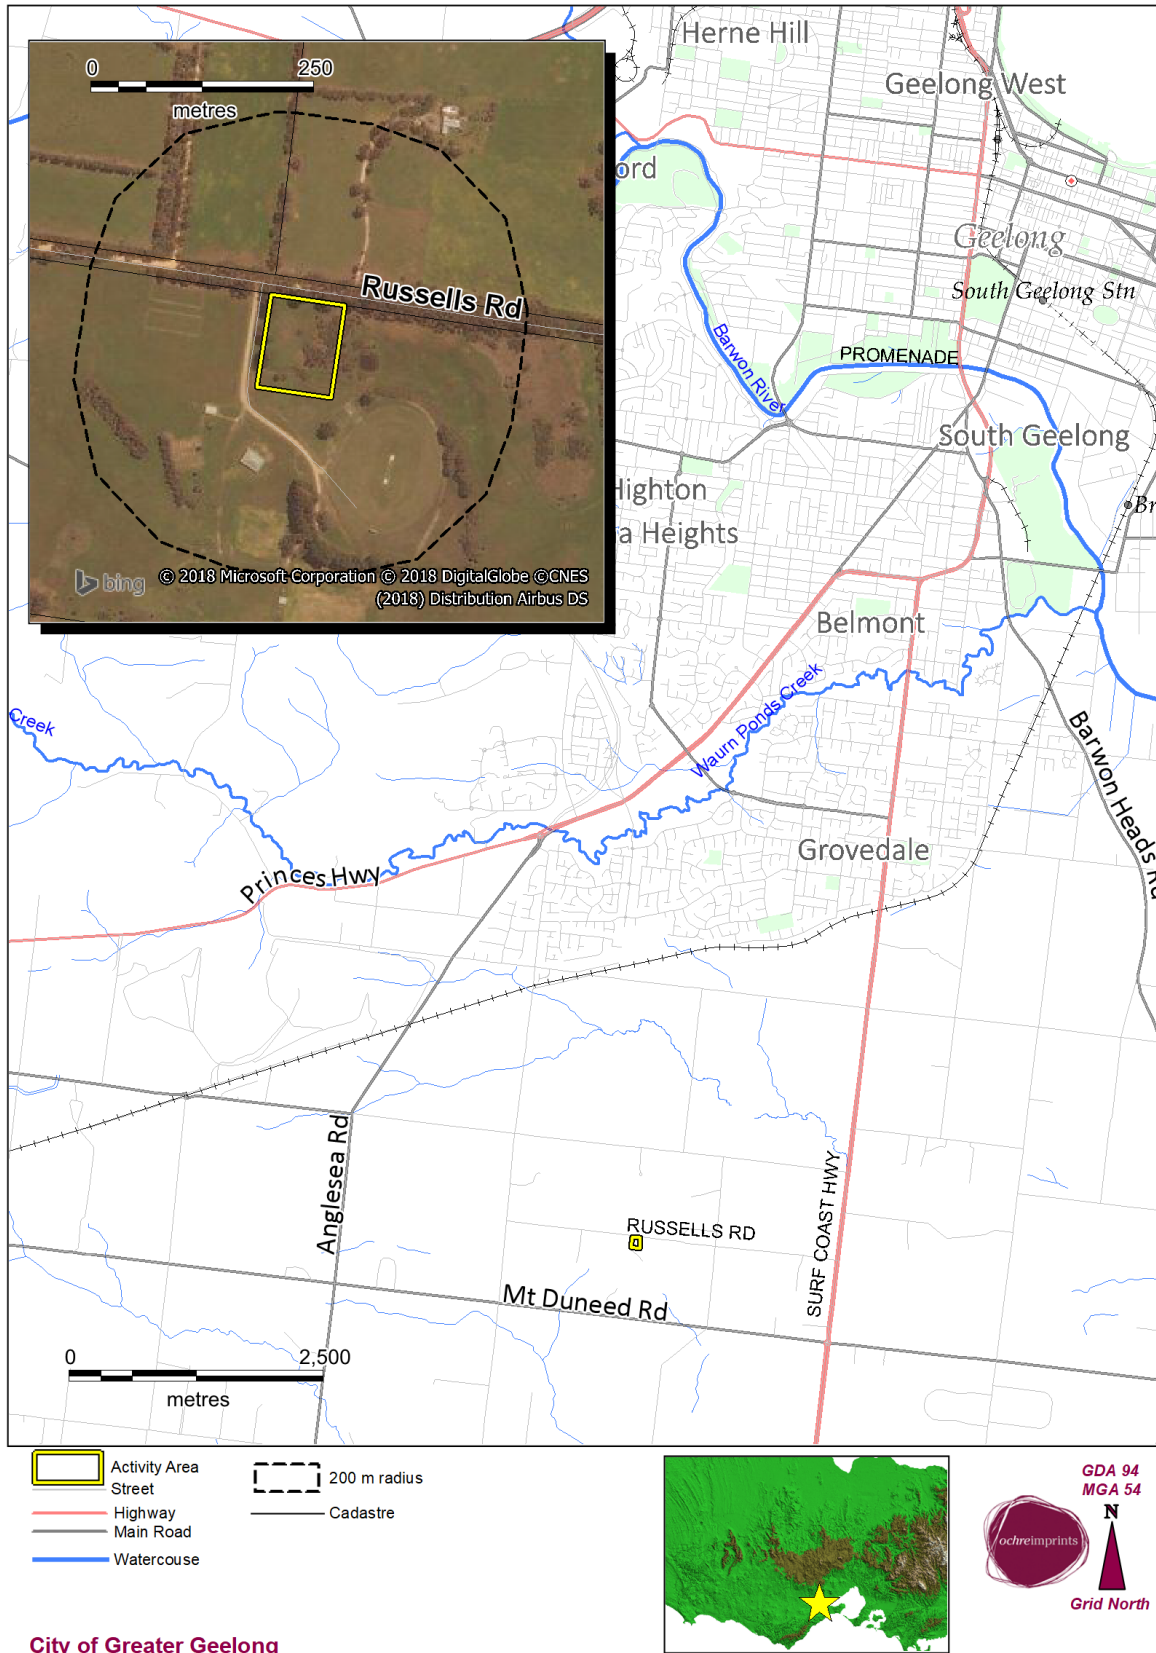 Herne Hill
Geelong West
0 250
metres
ord
Geelong
South Geelong Stn
Russells Rd
Barwon River
PROMENADE
South Geelong
Highton
a Heights
Br
bing
© 2018 Microsoft Corporation © 2018 DigitalGlobe ©CNES
(2018) Distribution Airbus DS
Belmont
Waurn Ponds Creek
Creek
Barwon Heads Rd
Grovedale
Princes Hwy
Anglesea Rd
SURF COAST HWY
RUSSELLS RD
Mt Duneed Rd
0 2,500
metres
Activity Area
Street
Highway
Main Road
Watercouse
200 m radius
Cadastre
ochreimprints
GDA 94
MGA 54
N
Grid North
City of Greater Geelong